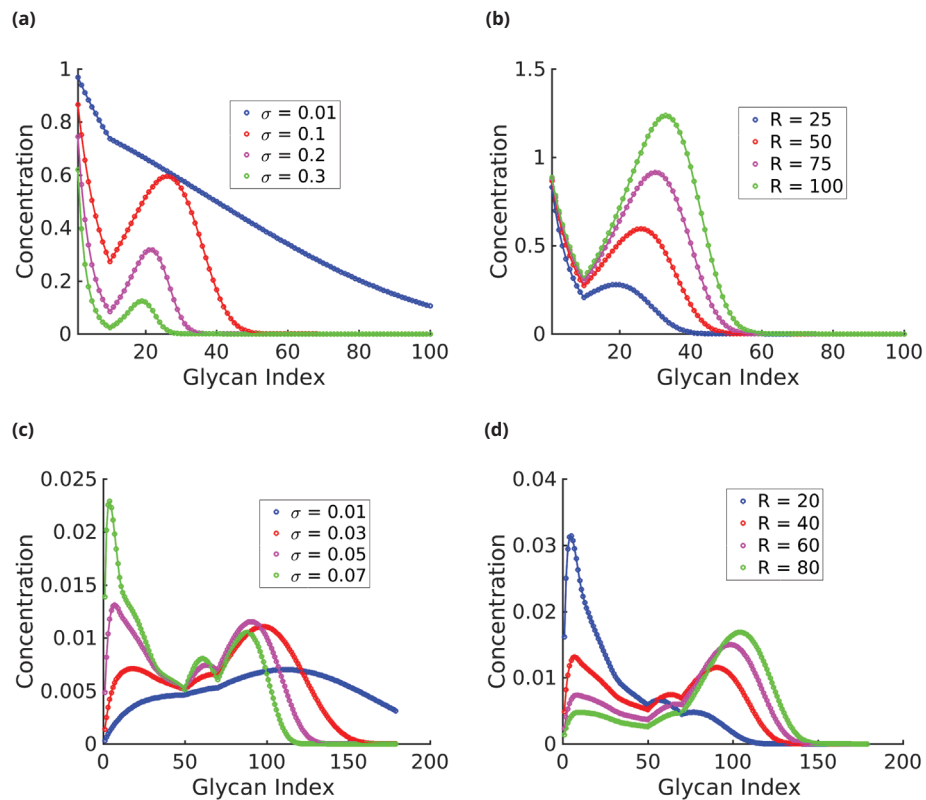 (a)
1
0.8
0.6
0.4
0.2
0
Concentration
σ = 0.01
σ = 0.1
σ = 0.2
σ = 0.3
20 40 60 80 100
Glycan Index
(b)
1.5
1
0.5
0
Concentration
R = 25
R = 50
R = 75
R = 100
20 40 60 80 100
Glycan Index
(c)
0.025
0.02
0.015
0.01
0.005
0
Concentration
σ = 0.01
σ = 0.03
σ = 0.05
σ = 0.07
0 50 100 150 200
Glycan Index
(d)
0.04
0.03
0.02
0.01
0
Concentration
R = 20
R = 40
R = 60
R = 80
0 50 100 150 200
Glycan Index